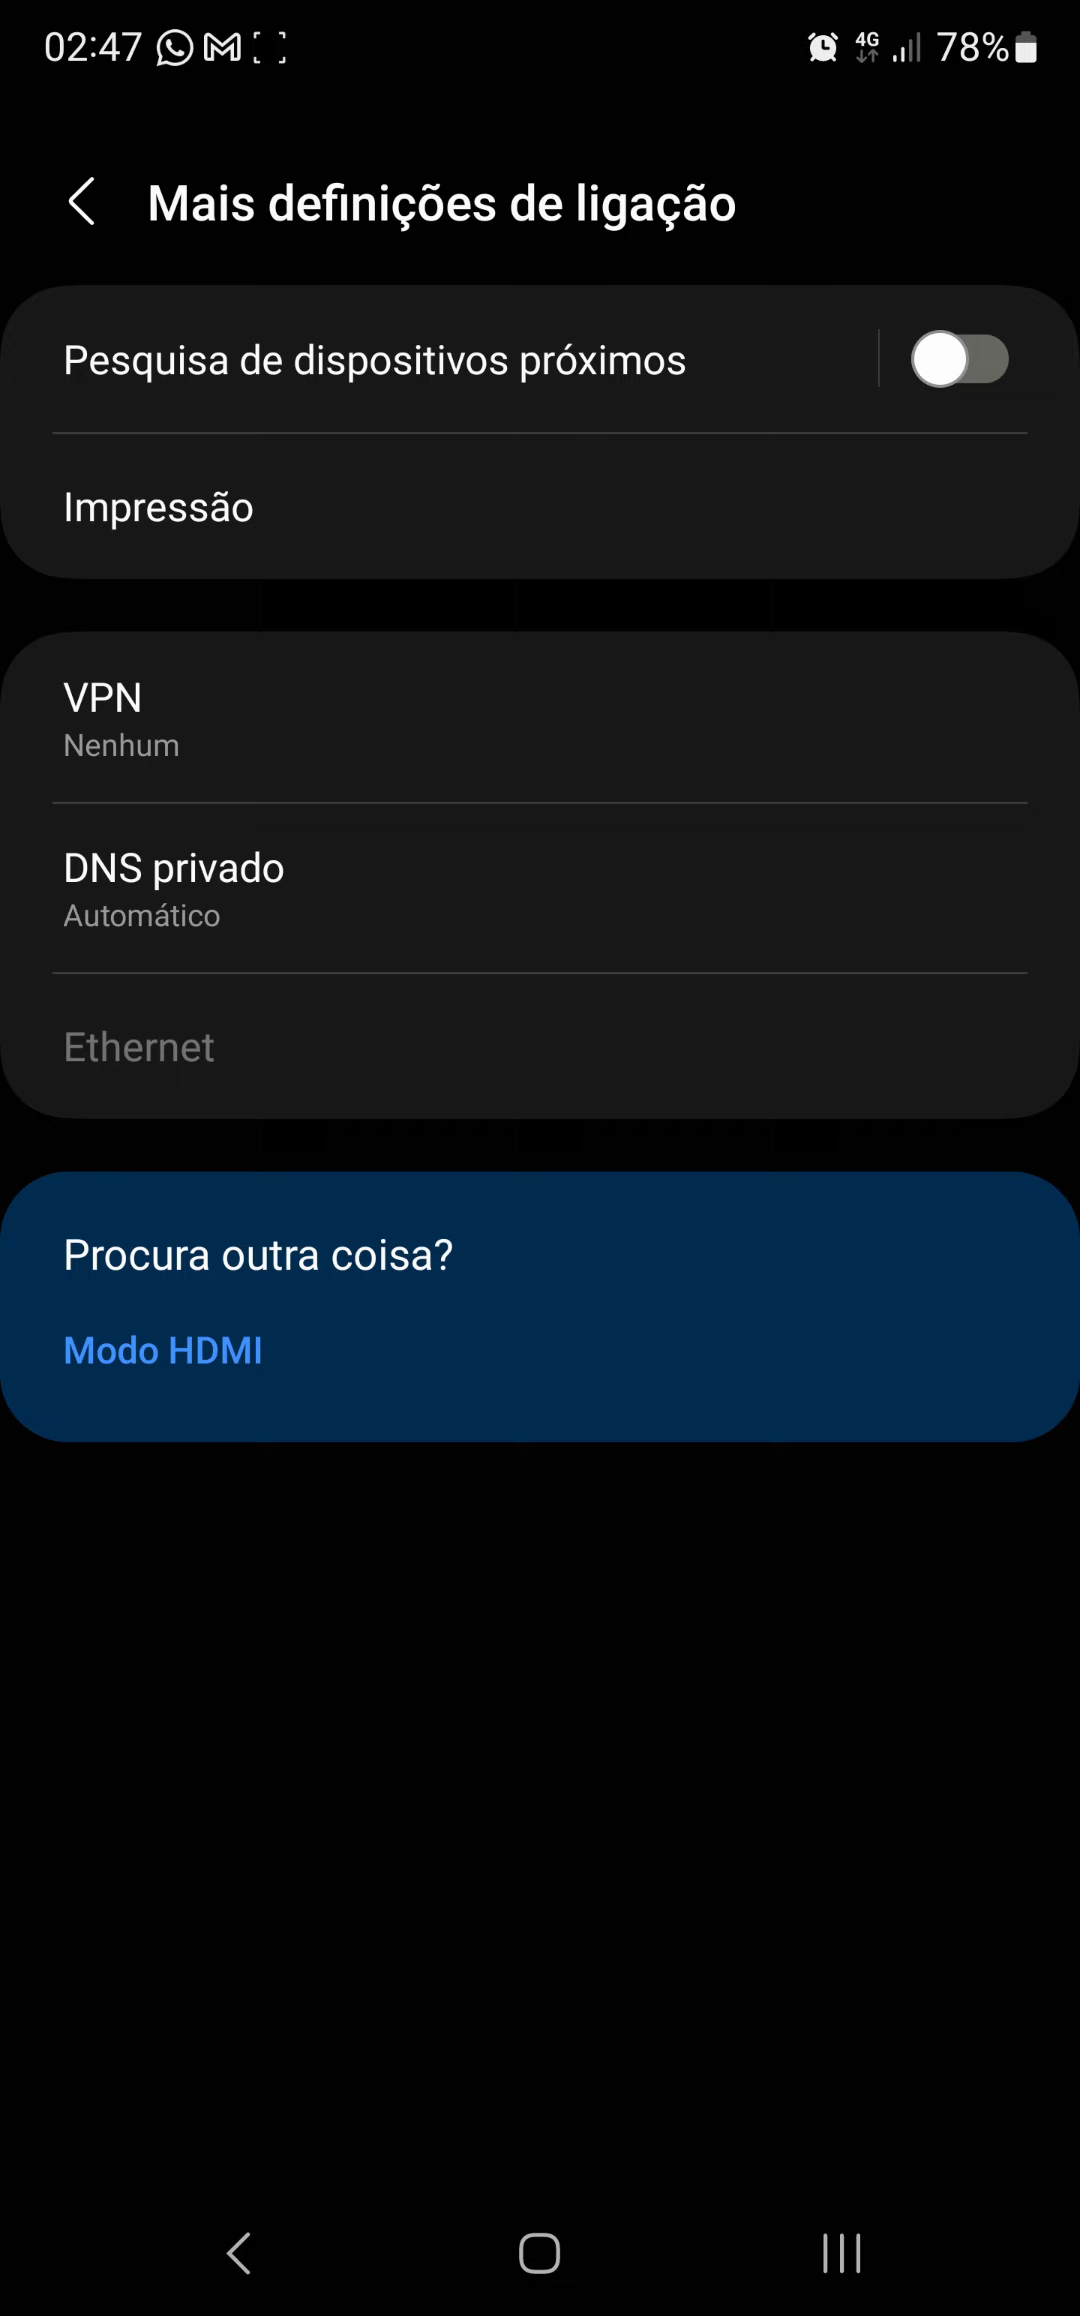 02:47
4G 78%
Mais definições de ligação
Pesquisa de dispositivos próximos
Impressão
VPN
Nenhum
DNS privado
Automático
Ethernet
Procura outra coisa?
Modo HDMI